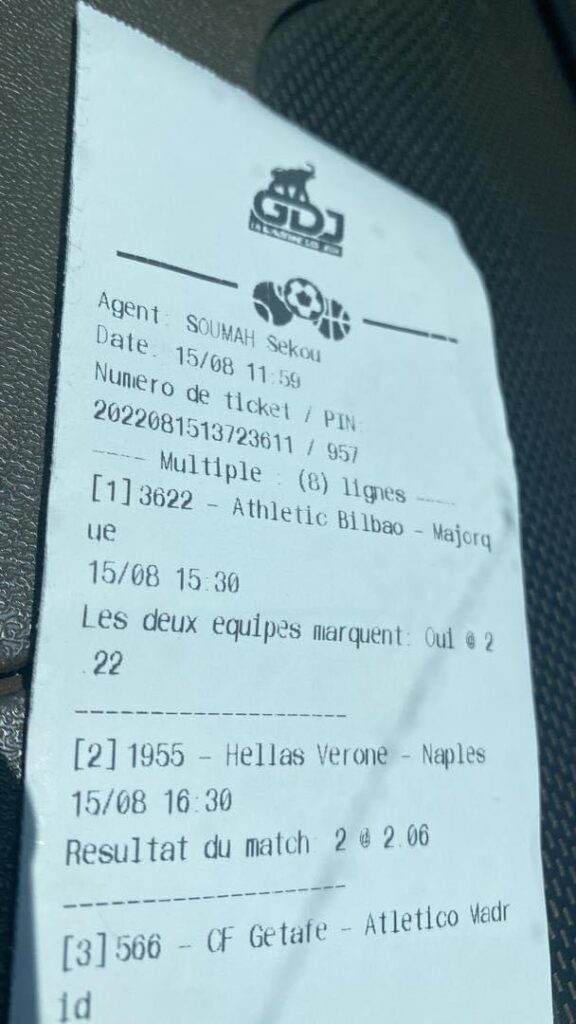 GDJ
Agent: SOUMAH Sekou
Date: 15/08 11:59
Numero de ticket / PIN:
2022081513723611 / 957
---- Multiple : (8) lignes ----
[1] 3622 - Athletic Bilbao - Majorq
ue
15/08 15:30
Les deux equipes marquent: Oui @ 2
.22
--------------------
[2] 1955 - Hellas Verone - Naples
15/08 16:30
Resultat du match: 2 @ 2.06
--------------------
[3] 566 - CF Getafe - Atletico Madr
id